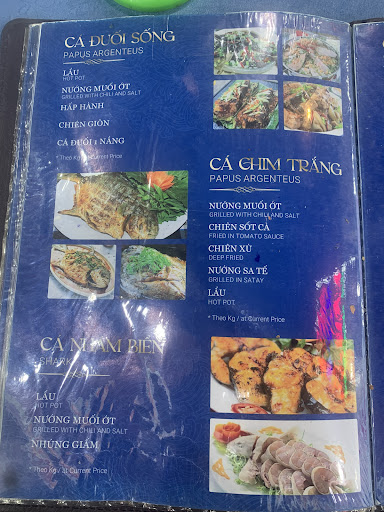 CÁ ĐUỐI SỐNG
PAPUS ARGENTEUS
LẨU
HOT POT
NƯỚNG MUỐI ỚT
GRILLED WITH CHILI AND SALT
HẤP HÀNH
CHIÊN GIÒN
CÁ ĐUỐI 1 NẮNG
* Theo Kg / at Current Price
CÁ CHIM TRẮNG
PAPUS ARGENTEUS
NƯỚNG MUỐI ỚT
GRILLED WITH CHILI AND SALT
CHIÊN SỐT CÀ
FRIED IN TOMATO SAUCE
CHIÊN XÙ
DEEP FRIED
NƯỚNG SA TẾ
GRILLED IN SATAY
LẨU
HOT POT
* Theo Kg / at Current Price
CÁ NHÁM BIỂN
SHARK
LẨU
HOT POT
NƯỚNG MUỐI ỚT
GRILLED WITH CHILI AND SALT
NHÚNG GIẤM
* Theo Kg / at Current Price